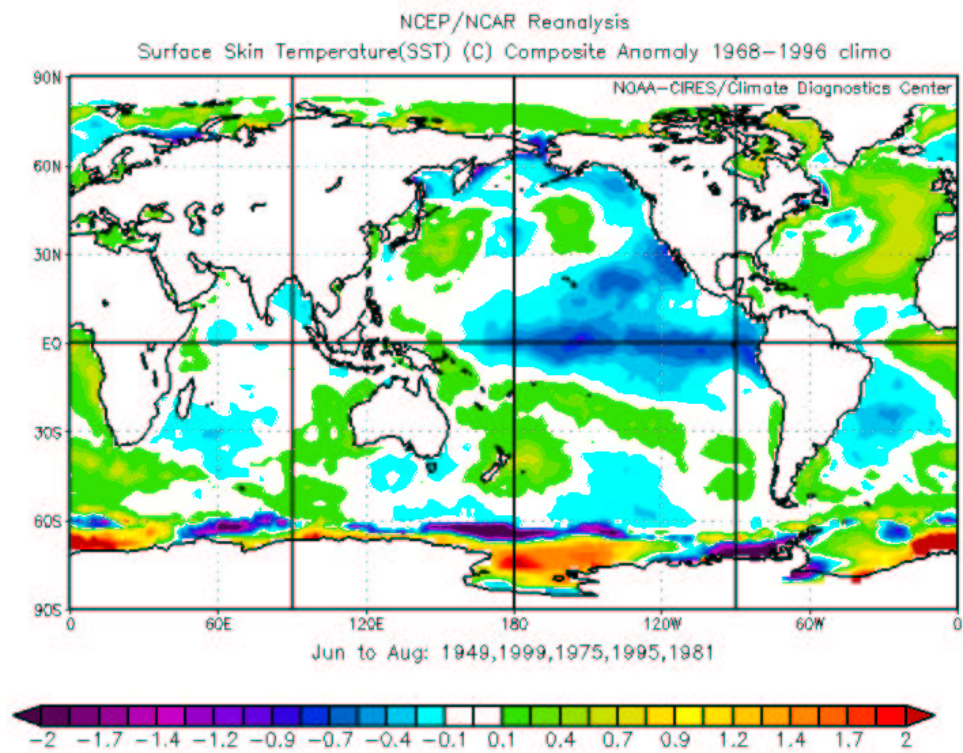 NCEP/NCAR Reanalysis
Surface Skin Temperature(SST) (C) Composite Anomaly 1968-1996 climo
NOAA-CIRES/Climate Diagnostics Center
90N
60N
30N
EQ
30S
60S
90S
0 60E 120E 180 120W 60W 0
Jun to Aug: 1949,1999,1975,1995,1981
-2 -1.7 -1.4 -1.2 -0.9 -0.7 -0.4 -0.1 0.1 0.4 0.7 0.9 1.2 1.4 1.7 2